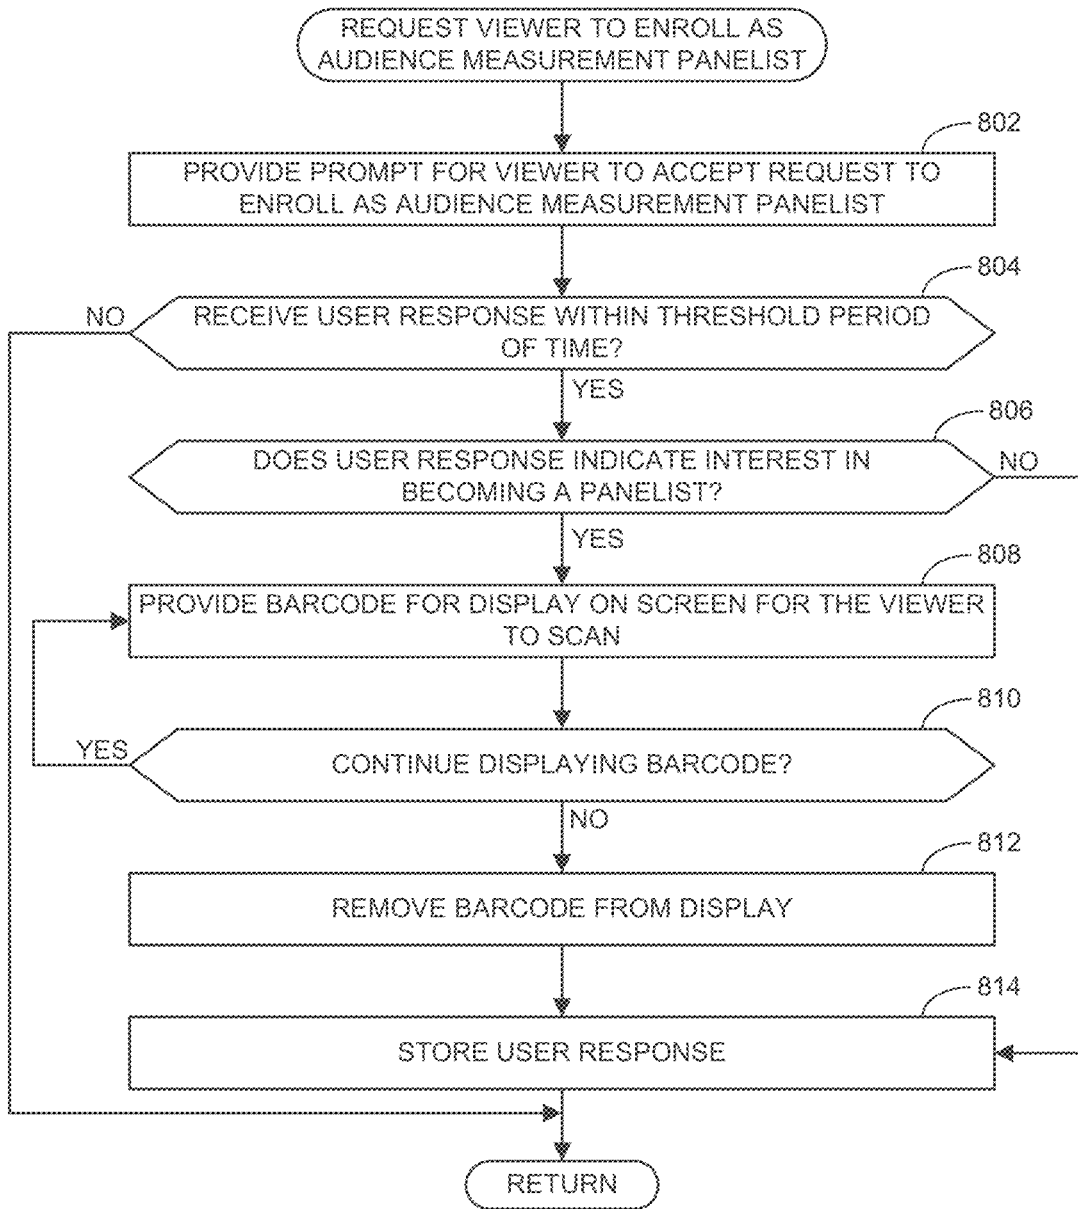 REQUEST VIEWER TO ENROLL AS
AUDIENCE MEASUREMENT PANELIST
802
PROVIDE PROMPT FOR VIEWER TO ACCEPT REQUEST TO
ENROLL AS AUDIENCE MEASUREMENT PANELIST
804
NO
RECEIVE USER RESPONSE WITHIN THRESHOLD PERIOD
OF TIME?
YES
806
DOES USER RESPONSE INDICATE INTEREST IN
BECOMING A PANELIST?
NO
YES
808
PROVIDE BARCODE FOR DISPLAY ON SCREEN FOR THE VIEWER
TO SCAN
810
YES
CONTINUE DISPLAYING BARCODE?
NO
812
REMOVE BARCODE FROM DISPLAY
814
STORE USER RESPONSE
RETURN